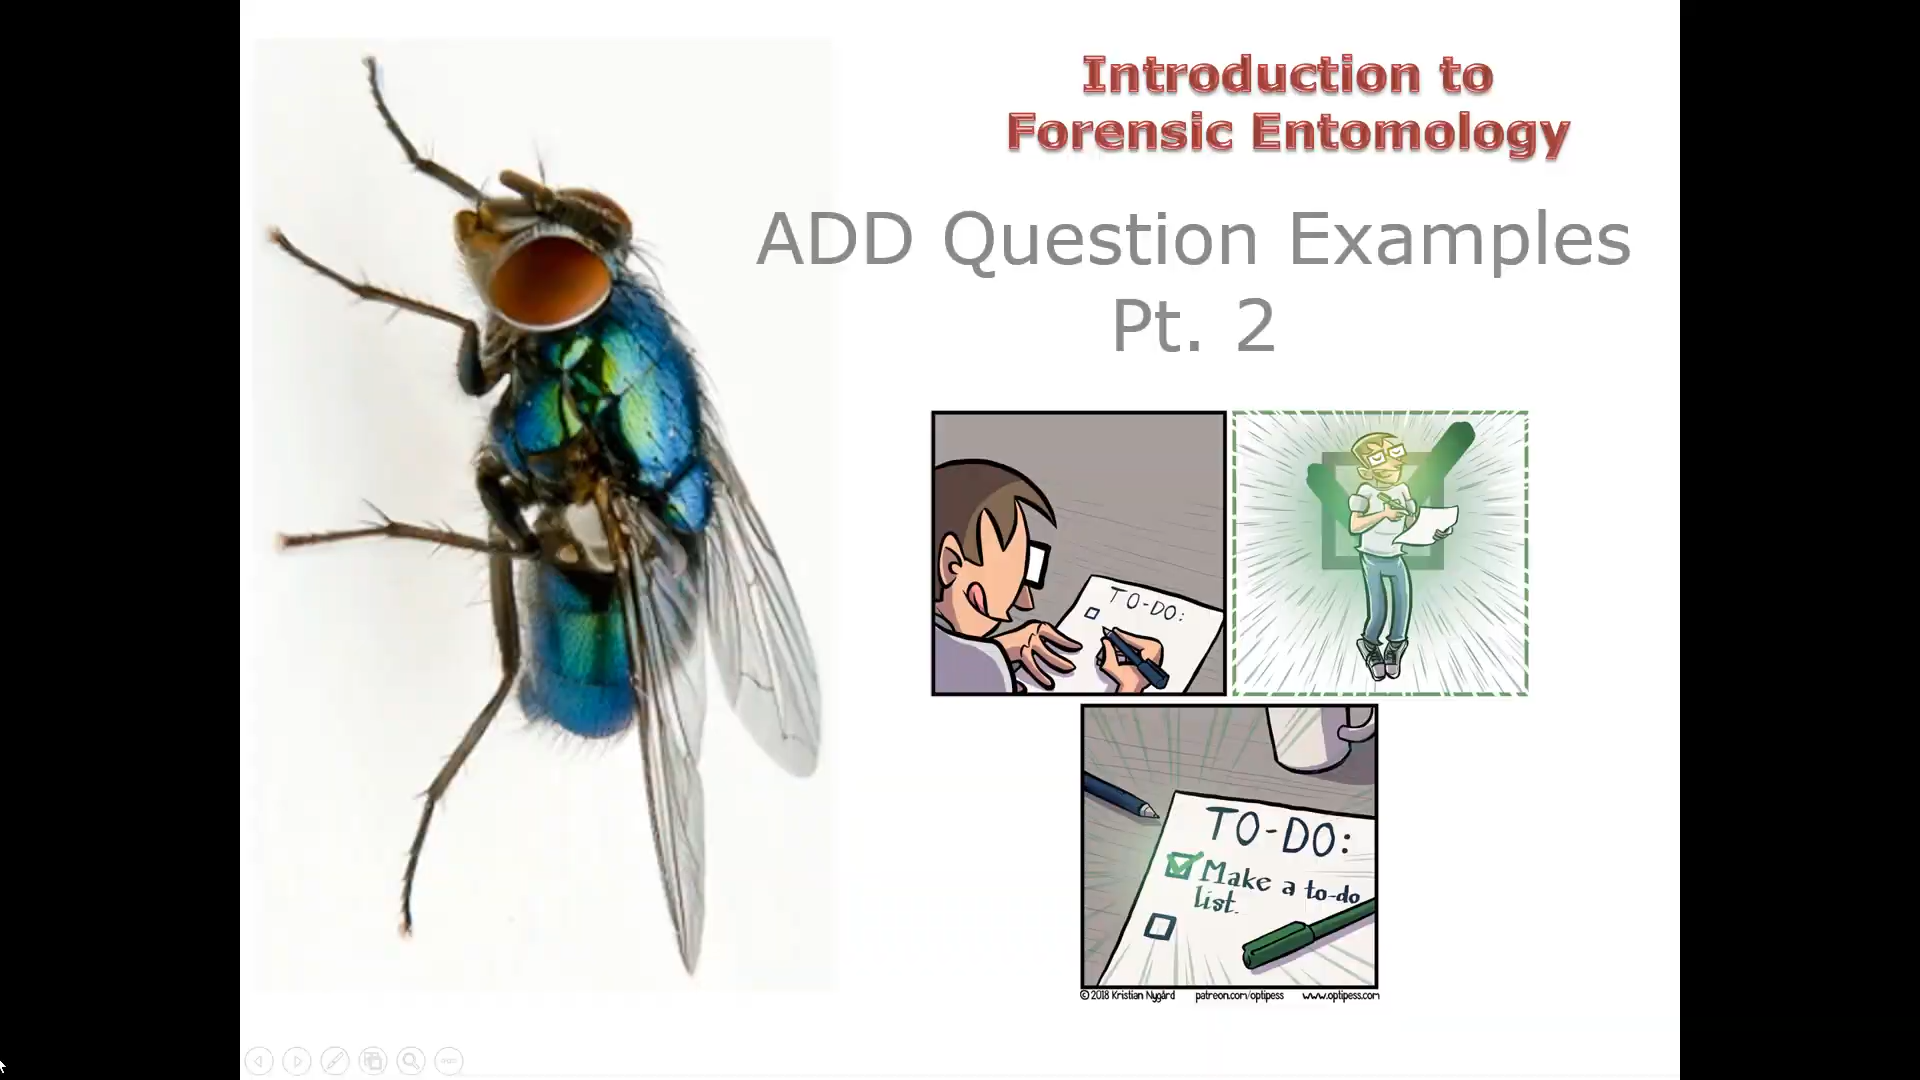 Introduction to
Forensic Entomology
ADD Question Examples
Pt. 2
TO-DO:
TO-DO:
Make a to-do
list.
© 2018 Kristian Nygård patreon.com/optipess www.optipess.com